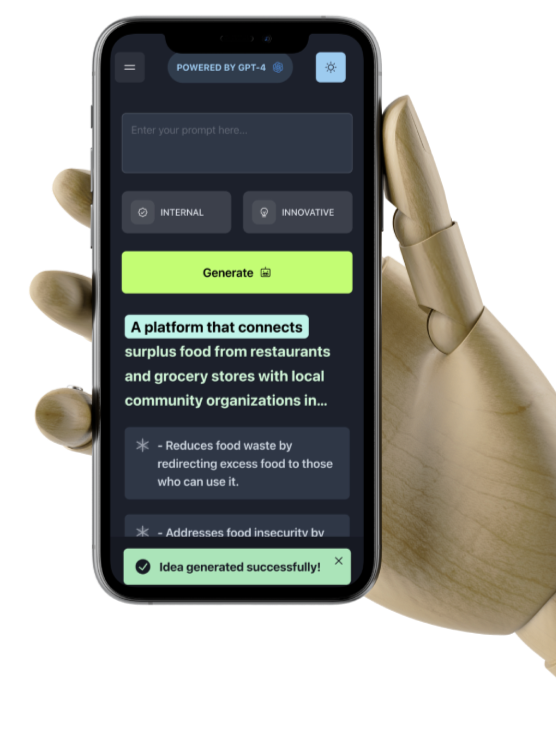 POWERED BY GPT-4
Enter your prompt here...
INTERNAL
INNOVATIVE
Generate
A platform that connects
surplus food from restaurants
and grocery stores with local
community organizations in...
- Reduces food waste by
redirecting excess food to those
who can use it.
- Addresses food insecurity by
Idea generated successfully!